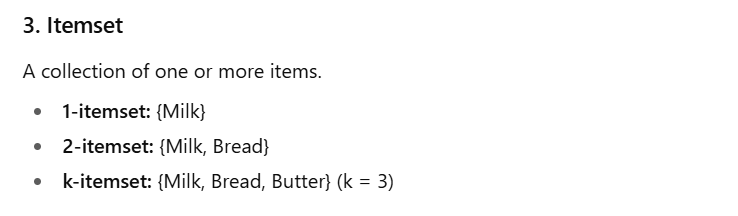 3. Itemset
A collection of one or more items.
• 1-itemset: {Milk}
• 2-itemset: {Milk, Bread}
• k-itemset: {Milk, Bread, Butter} (k = 3)